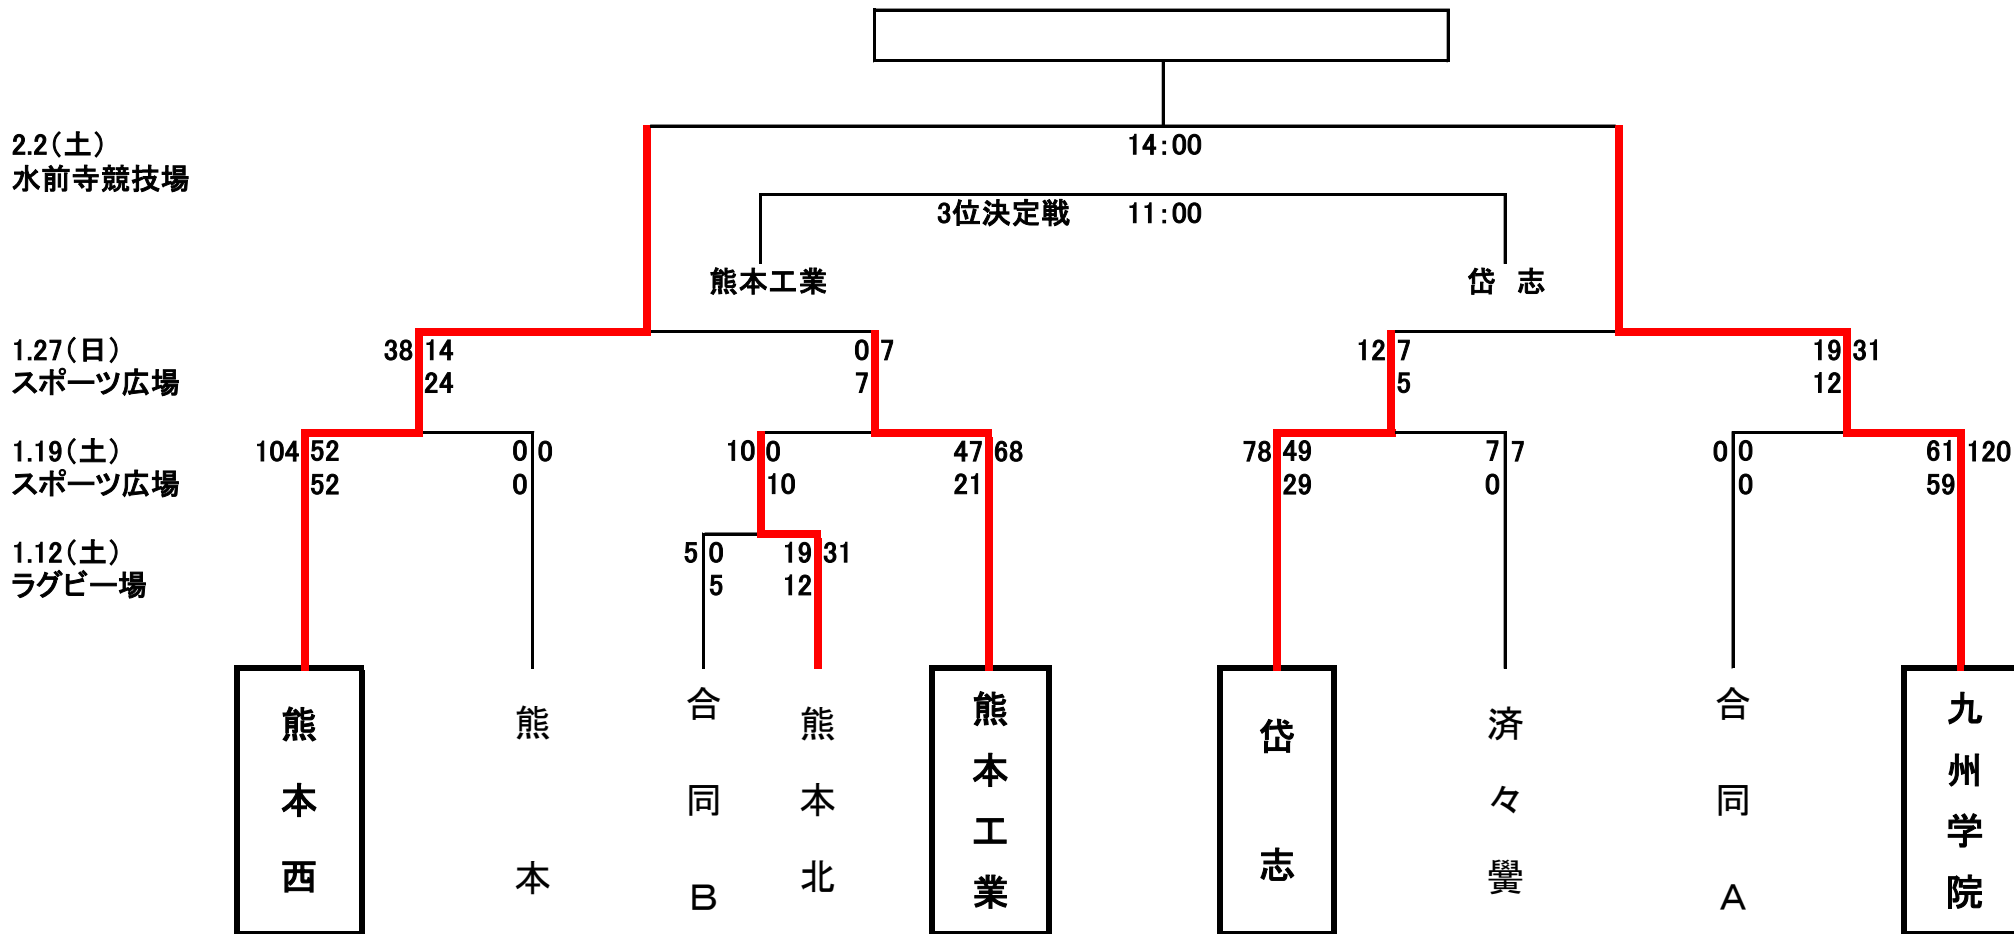 2.2(土)
水前寺競技場
14:00
3位決定戦 11:00
熊本工業
岱 志
1.27(日)
スポーツ広場
38 14 0 7 12 7 19 31
24 7 5 12
1.19(土)
スポーツ広場
104 52 0 0 10 0 47 68 78 49 7 7 0 0 61 120
52 0 10 21 29 0 0 59
1.12(土)
ラグビー場
5 0 19 31
5 12
熊本西
熊本
合同B
熊本北
熊本工業
岱志
済々黌
合同A
九州学院